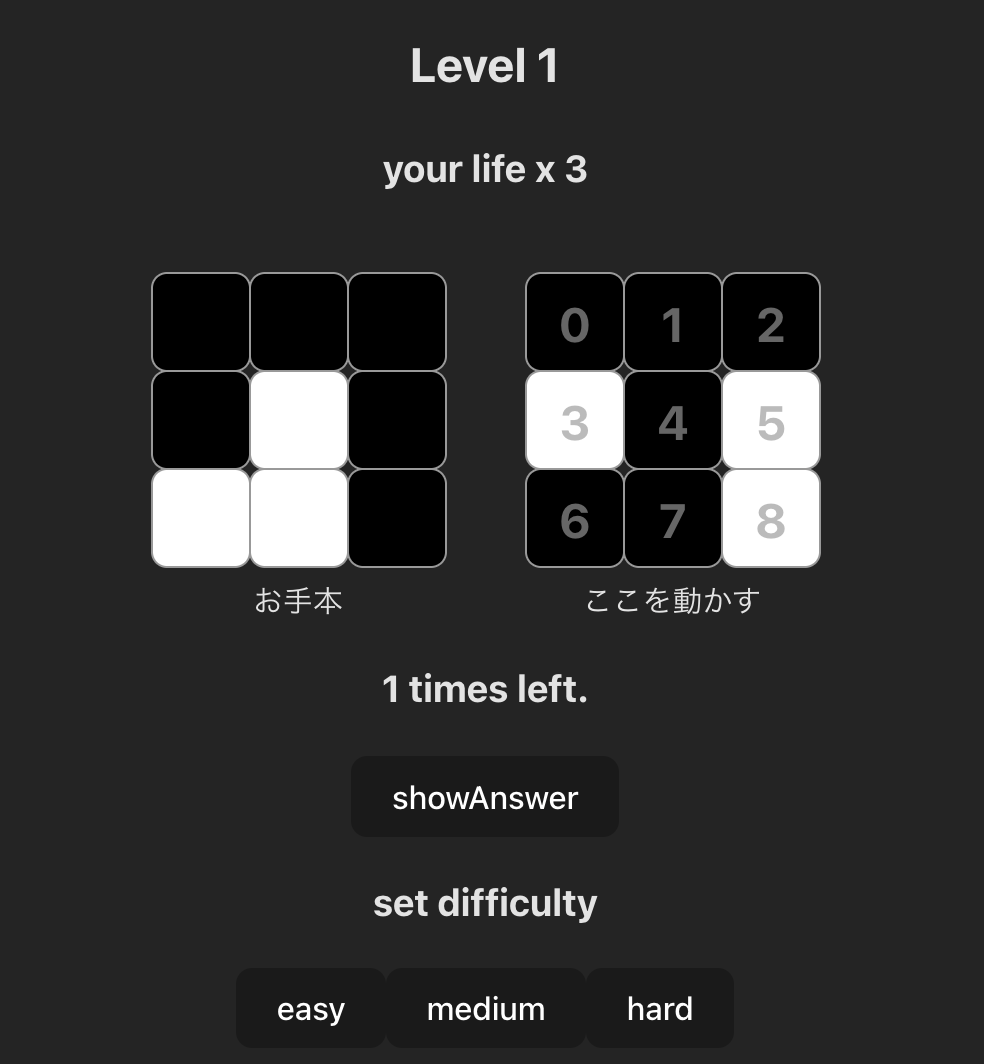 Level 1
your life x 3
0 1 2
3 4 5
6 7 8
お手本 ここを動かす
1 times left.
showAnswer
set difficulty
easy medium hard